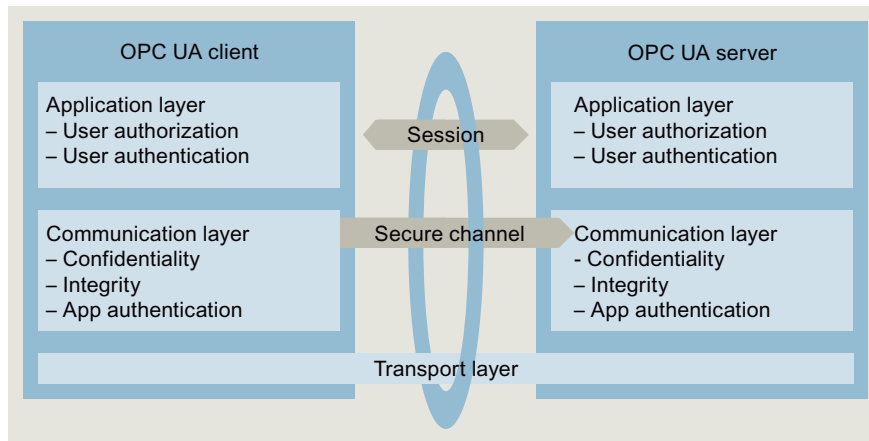 OPC UA client
Application layer
– User authorization
– User authentication
Communication layer
– Confidentiality
– Integrity
– App authentication
Session
Secure channel
OPC UA server
Application layer
– User authorization
– User authentication
Communication layer
- Confidentiality
– Integrity
– App authentication
Transport layer